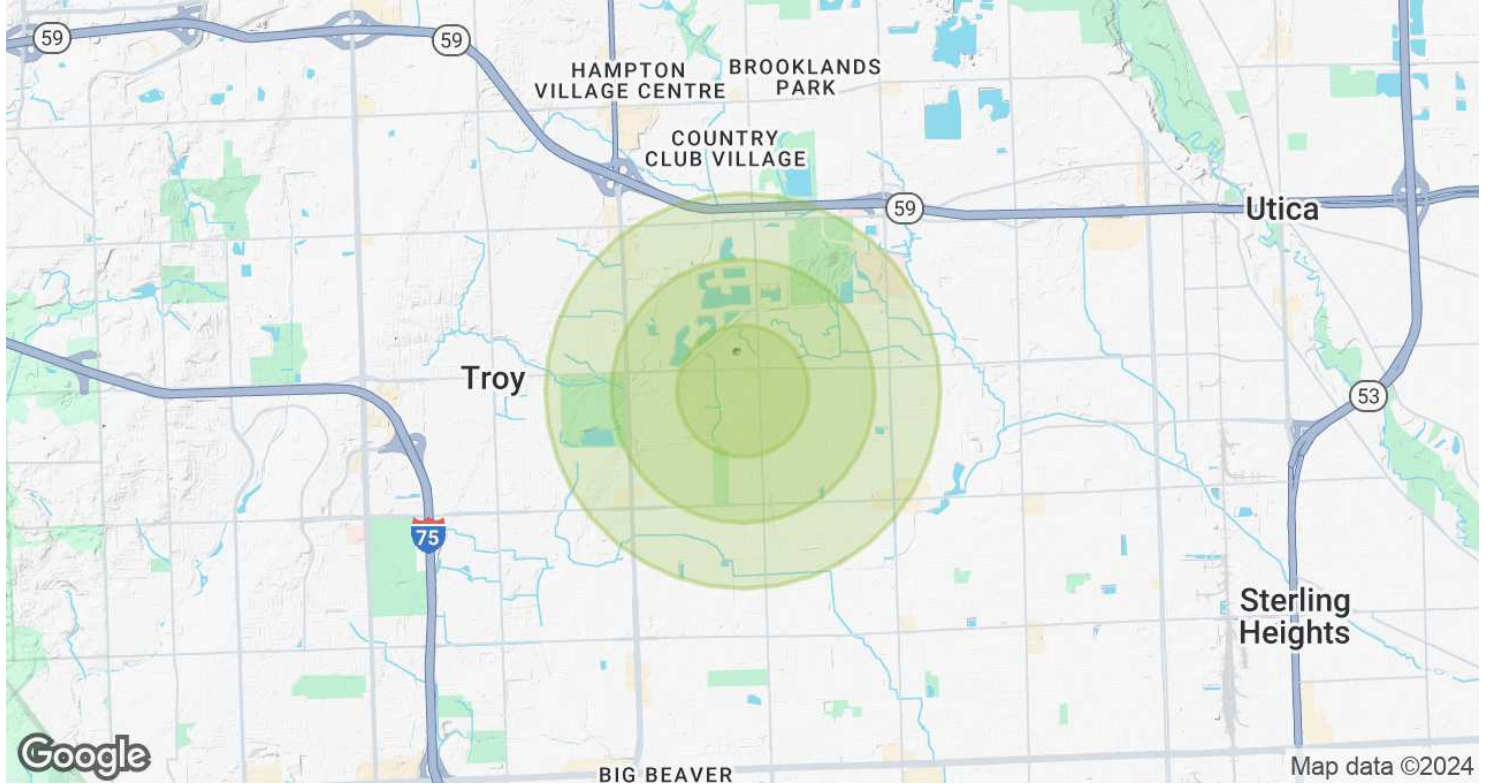 59
59
HAMPTON
VILLAGE CENTRE
BROOKLANDS
PARK
COUNTRY
CLUB VILLAGE
59
Utica
Troy
53
75
Sterling
Heights
Google
BIG BEAVER
Map data ©2024